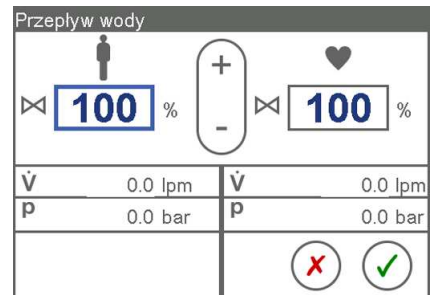 Przepływ wody
+
100 % 100 %
-
V̇ 0.0 lpm V̇ 0.0 lpm
p 0.0 bar p 0.0 bar